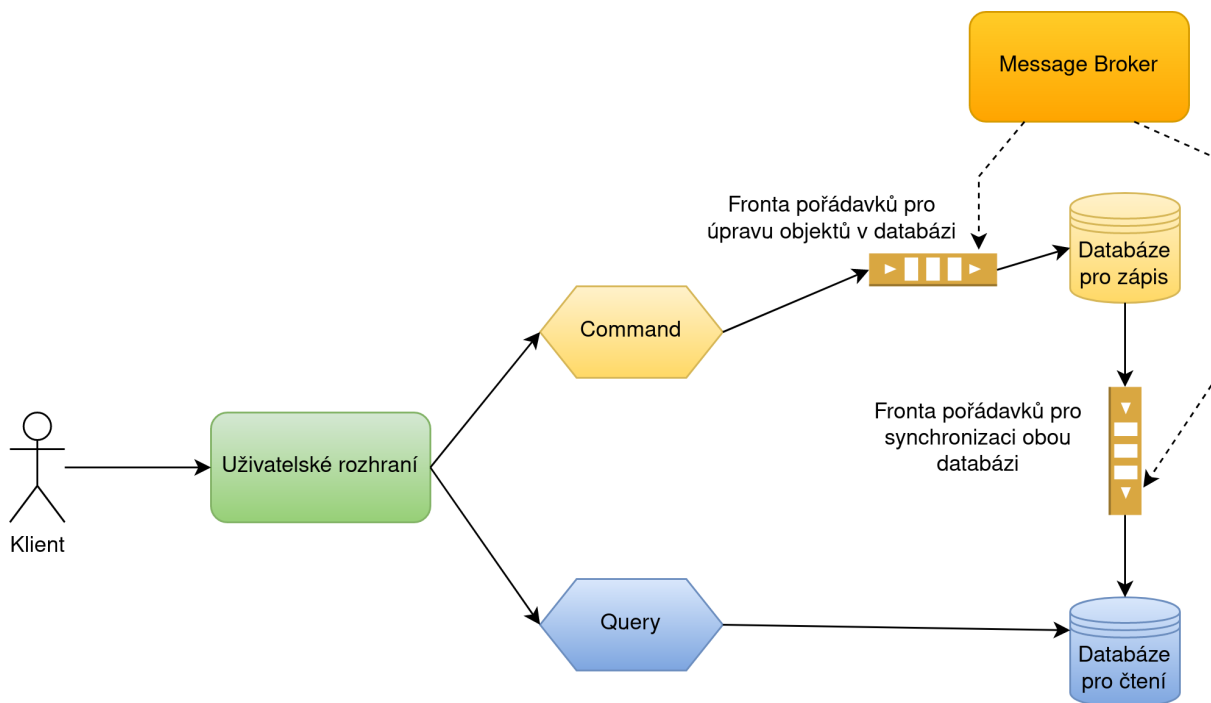 Message Broker
Fronta pořádavků pro
úpravu objektů v databázi
Databáze
pro zápis
Command
Fronta pořádavků pro
synchronizaci obou
databázi
Uživatelské rozhraní
Klient
Query
Databáze
pro čtení